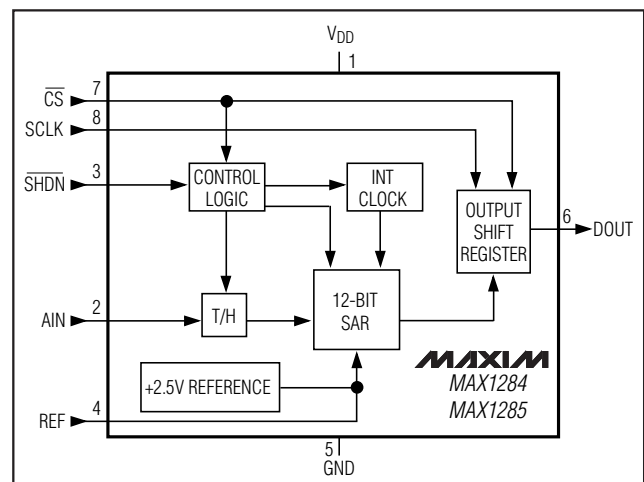 VDD
1
CS
7
SCLK
8
SHDN
3
CONTROL
LOGIC
INT
CLOCK
OUTPUT
SHIFT
REGISTER
6
DOUT
AIN
2
T/H
12-BIT
SAR
+2.5V REFERENCE
MAXIM
MAX1284
MAX1285
REF
4
5
GND